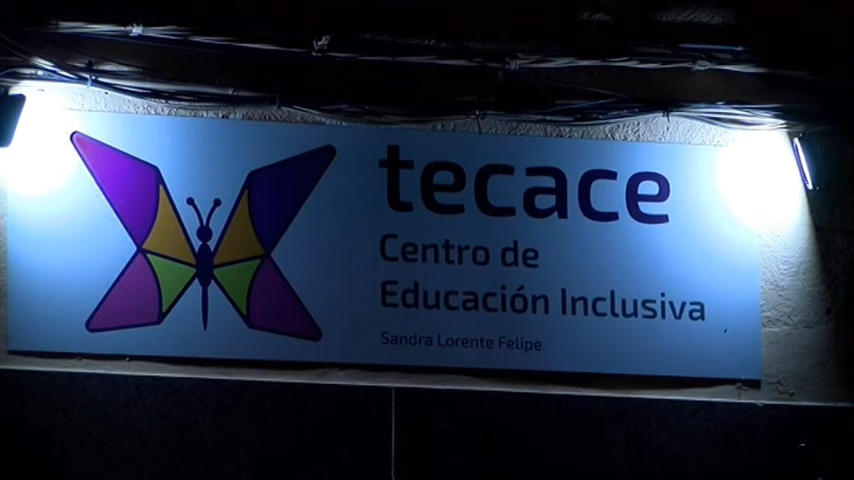 tecace
Centro de
Educación Inclusiva
Sandra Lorente Felipe